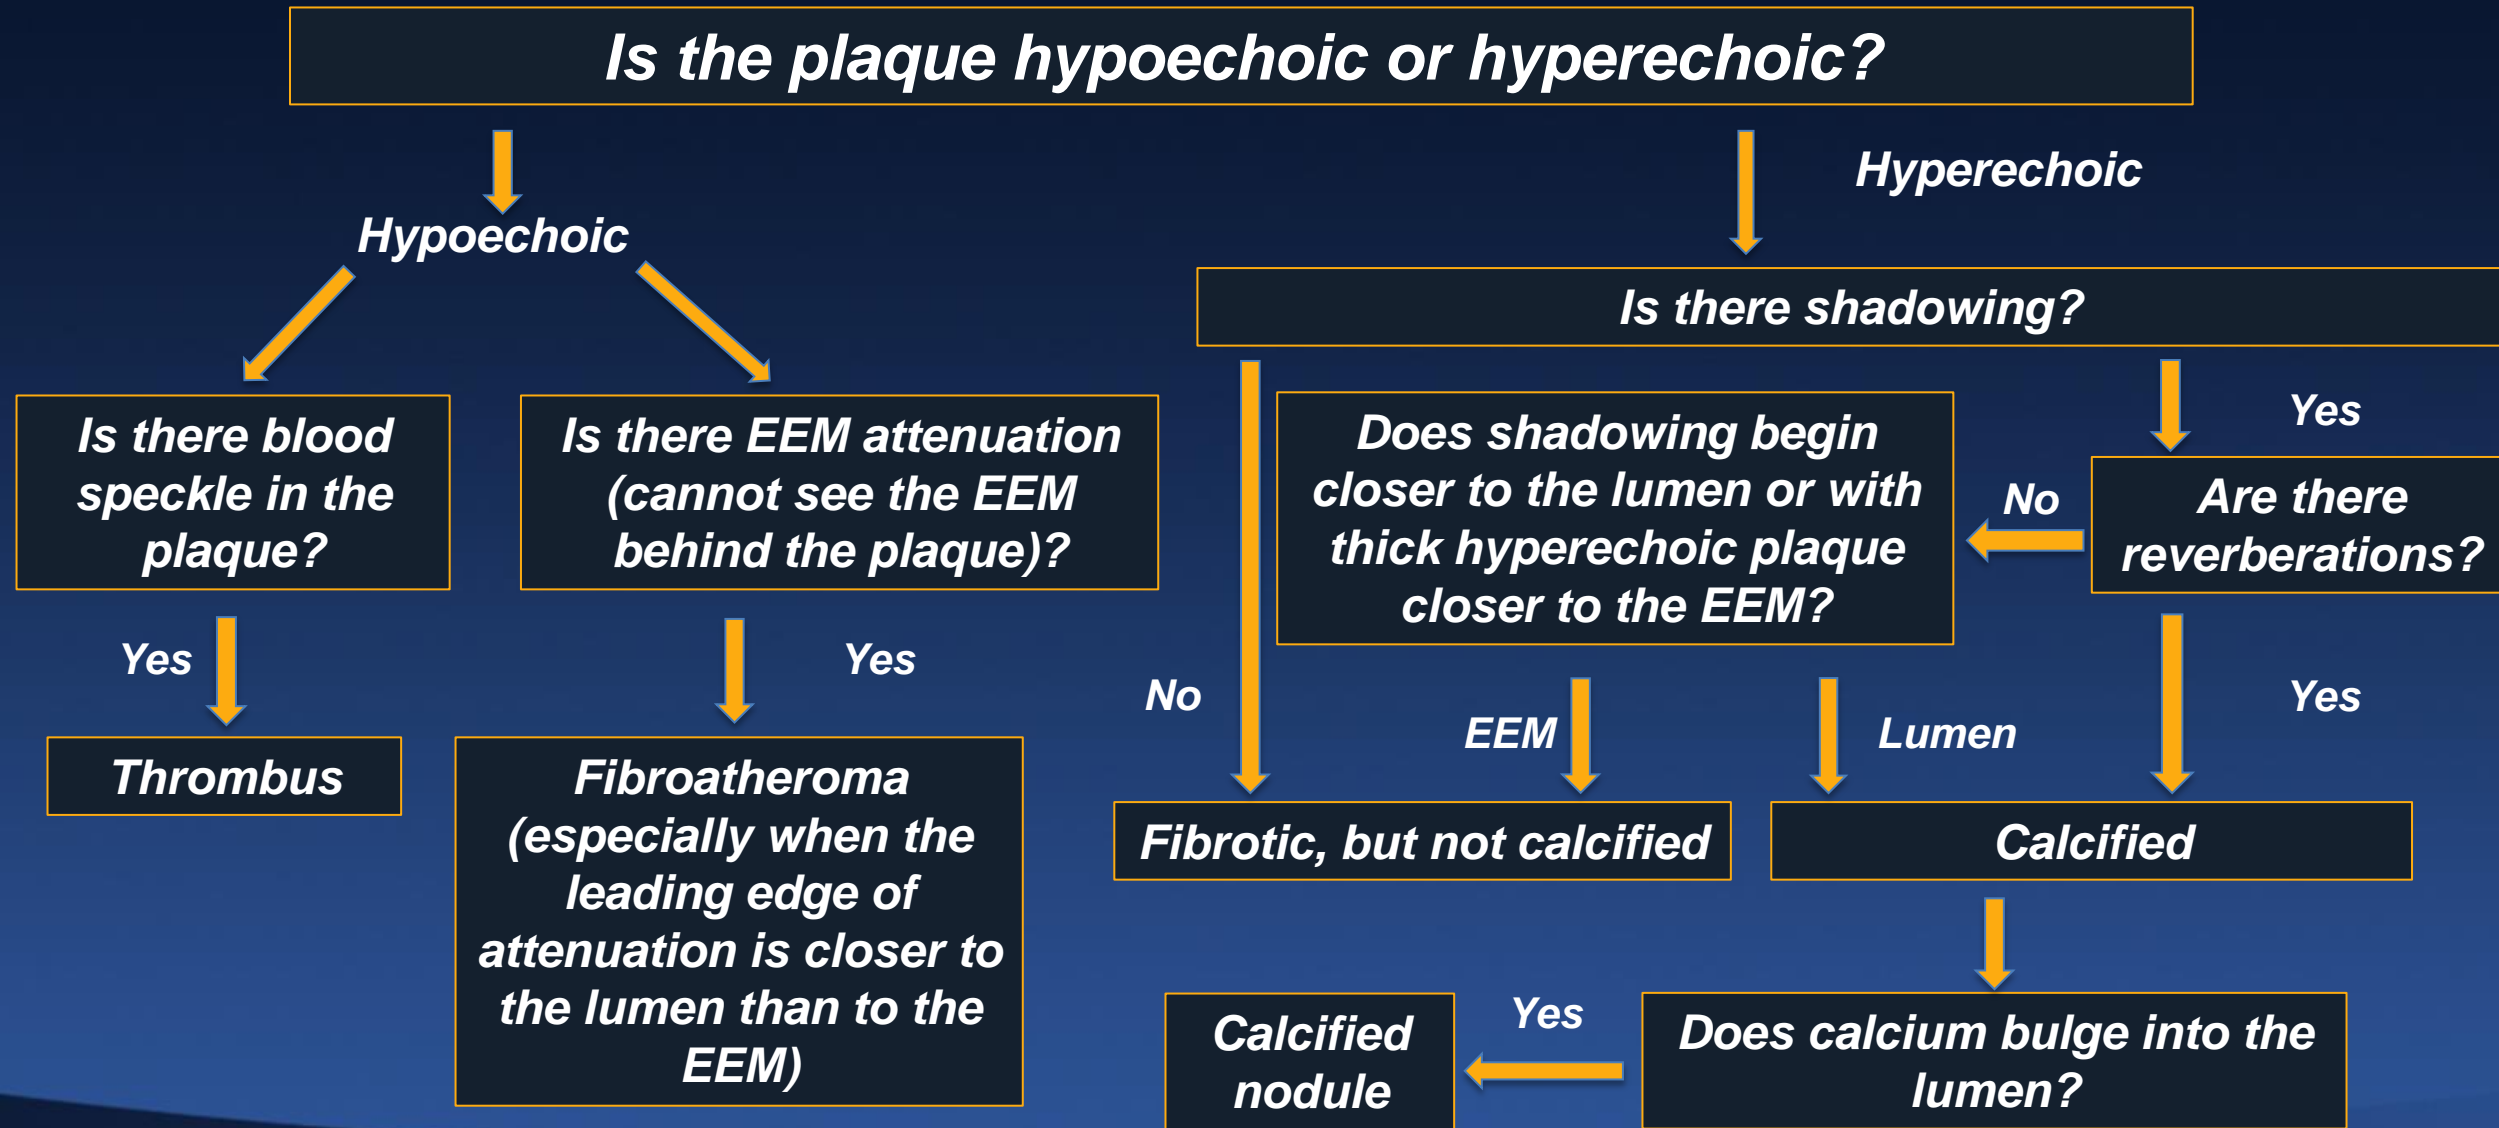 Is the plaque hypoechoic or hyperechoic?
Hypoechoic
Hyperechoic
Is there shadowing?
Is there blood
speckle in the
plaque?
Is there EEM attenuation
(cannot see the EEM
behind the plaque)?
Does shadowing begin
closer to the lumen or with
thick hyperechoic plaque
closer to the EEM?
Yes
No
Are there
reverberations?
Yes
Yes
No
EEM
Lumen
Yes
Thrombus
Fibroatheroma
(especially when the
leading edge of
attenuation is closer to
the lumen than to the
EEM)
Fibrotic, but not calcified
Calcified
Calcified
nodule
Yes
Does calcium bulge into the
lumen?